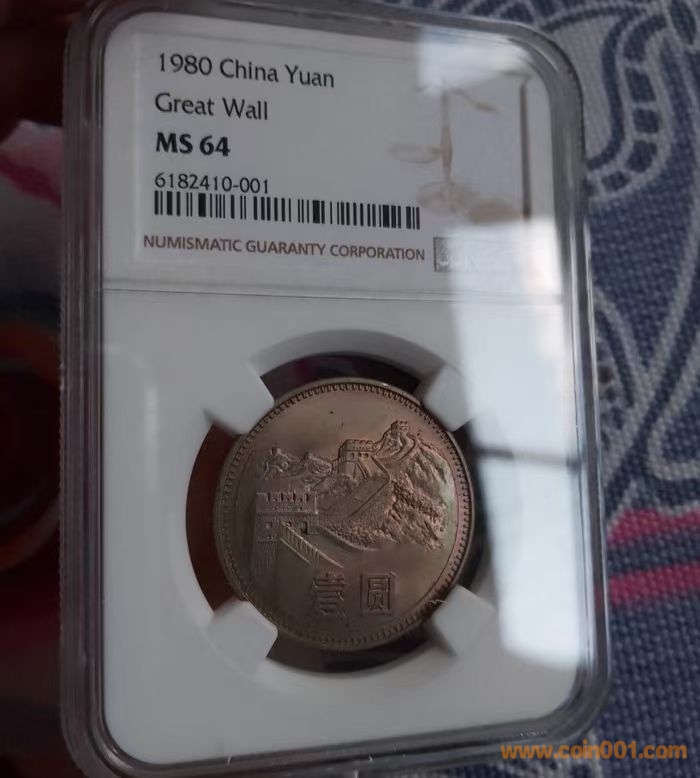 1980 China Yuan
Great Wall
MS 64
6182410-001
NUMISMATIC GUARANTY CORPORATION
壹圆
www.coin001.com